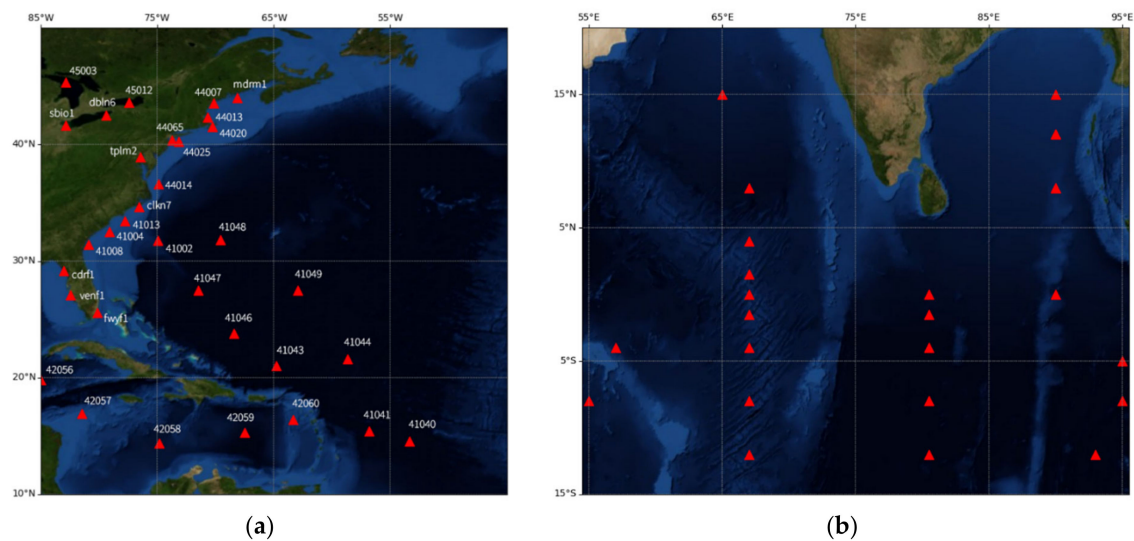 85°W 75°W 65°W 55°W
45003
45012
mdrm1
44007
dbln6
44013
sbio1
44020
44065
40°N
44025
tplm2
44014
clkn7
41013
41004
41048
41008
41002
30°N
cdrf1
41047
41049
venf1
fwyf1
41046
41043
41044
42056
20°N
42057
42060
42059
41041
41040
42058
10°N
(a)
55°E 65°E 75°E 85°E 95°E
15°N
5°N
5°S
15°S
(b)